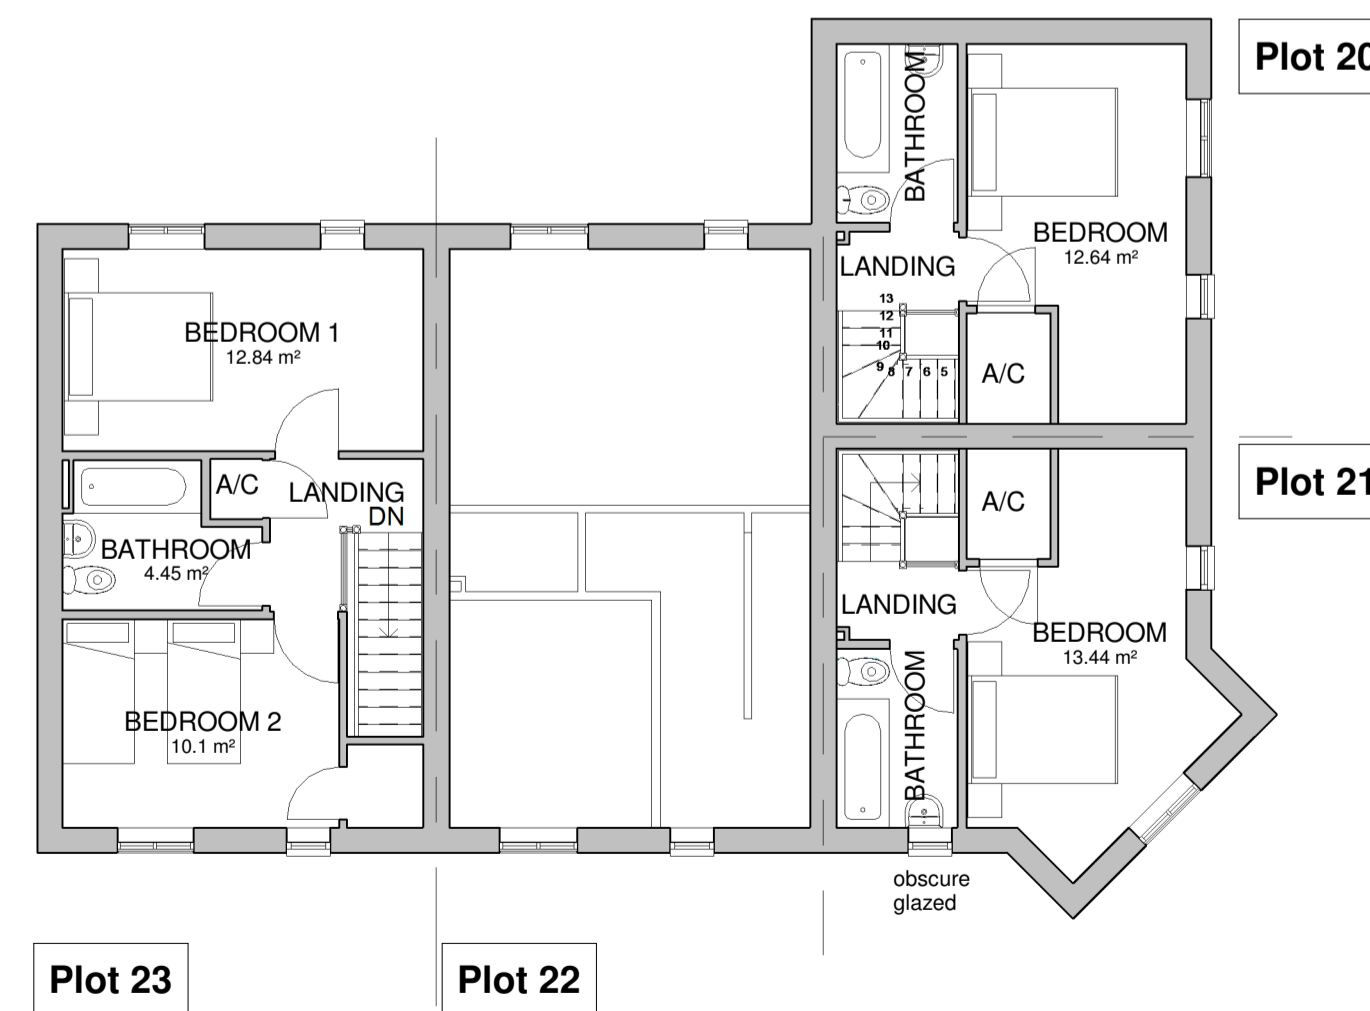 Plot 20
BATHROOM
BEDROOM
12.64 m²
LANDING
13
12
11
10
9
8
7
6
5
A/C
BEDROOM 1
12.84 m²
A/C
LANDING
DN
BATHROOM
4.45 m²
BEDROOM 2
10.1 m²
Plot 21
A/C
LANDING
BEDROOM
13.44 m²
BATHROOM
obscure
glazed
Plot 23
Plot 22